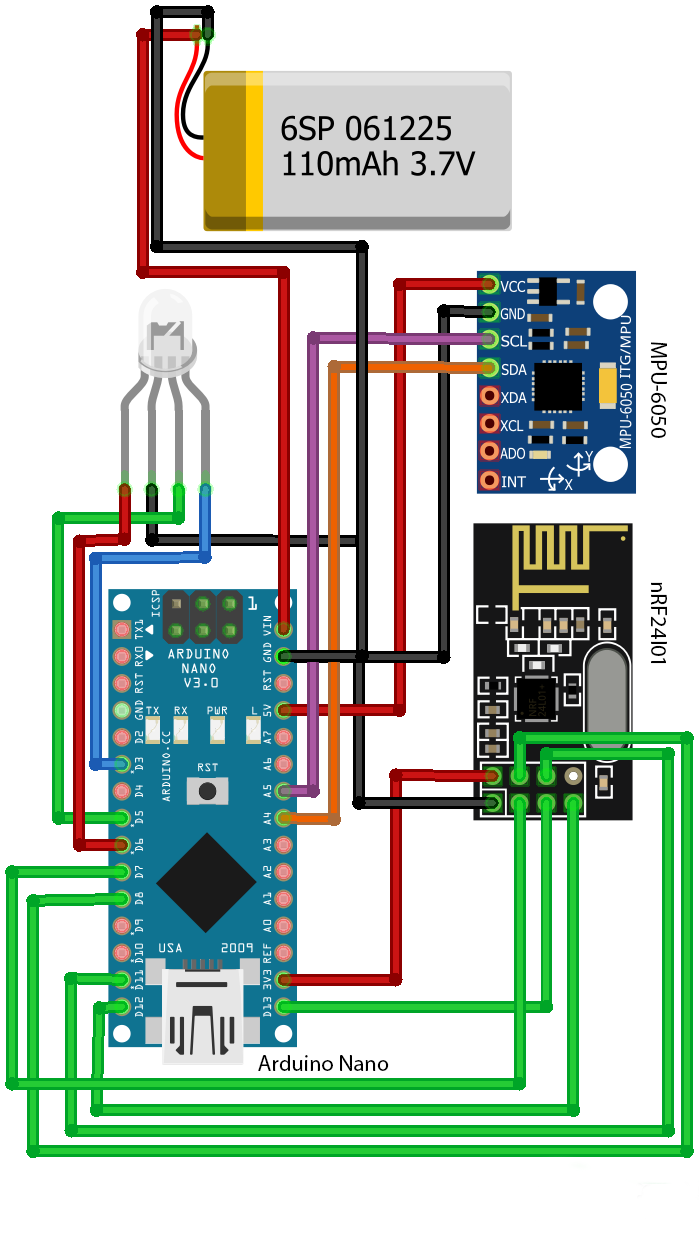 6SP 061225
110mAh 3.7V
VCC
GND
SCL
SDA
XDA
XCL
ADO
INT
MPU-6050 ITG/MPU
Y
X
MPU-6050
nRF24l01
NRF
24L01+
ICSP
1
ARDUINO
NANO
V3.0
TX
RX
PWR
L
RST
ARDUINO.CC
USA
2009
TX1
RX0
RST
GND
D2
D3
D4
D5
D6
D7
D8
D9
D10
D11
D12
VIN
GND
RST
5V
A7
A6
A5
A4
A3
A2
A1
A0
REF
3V3
D13
Arduino Nano